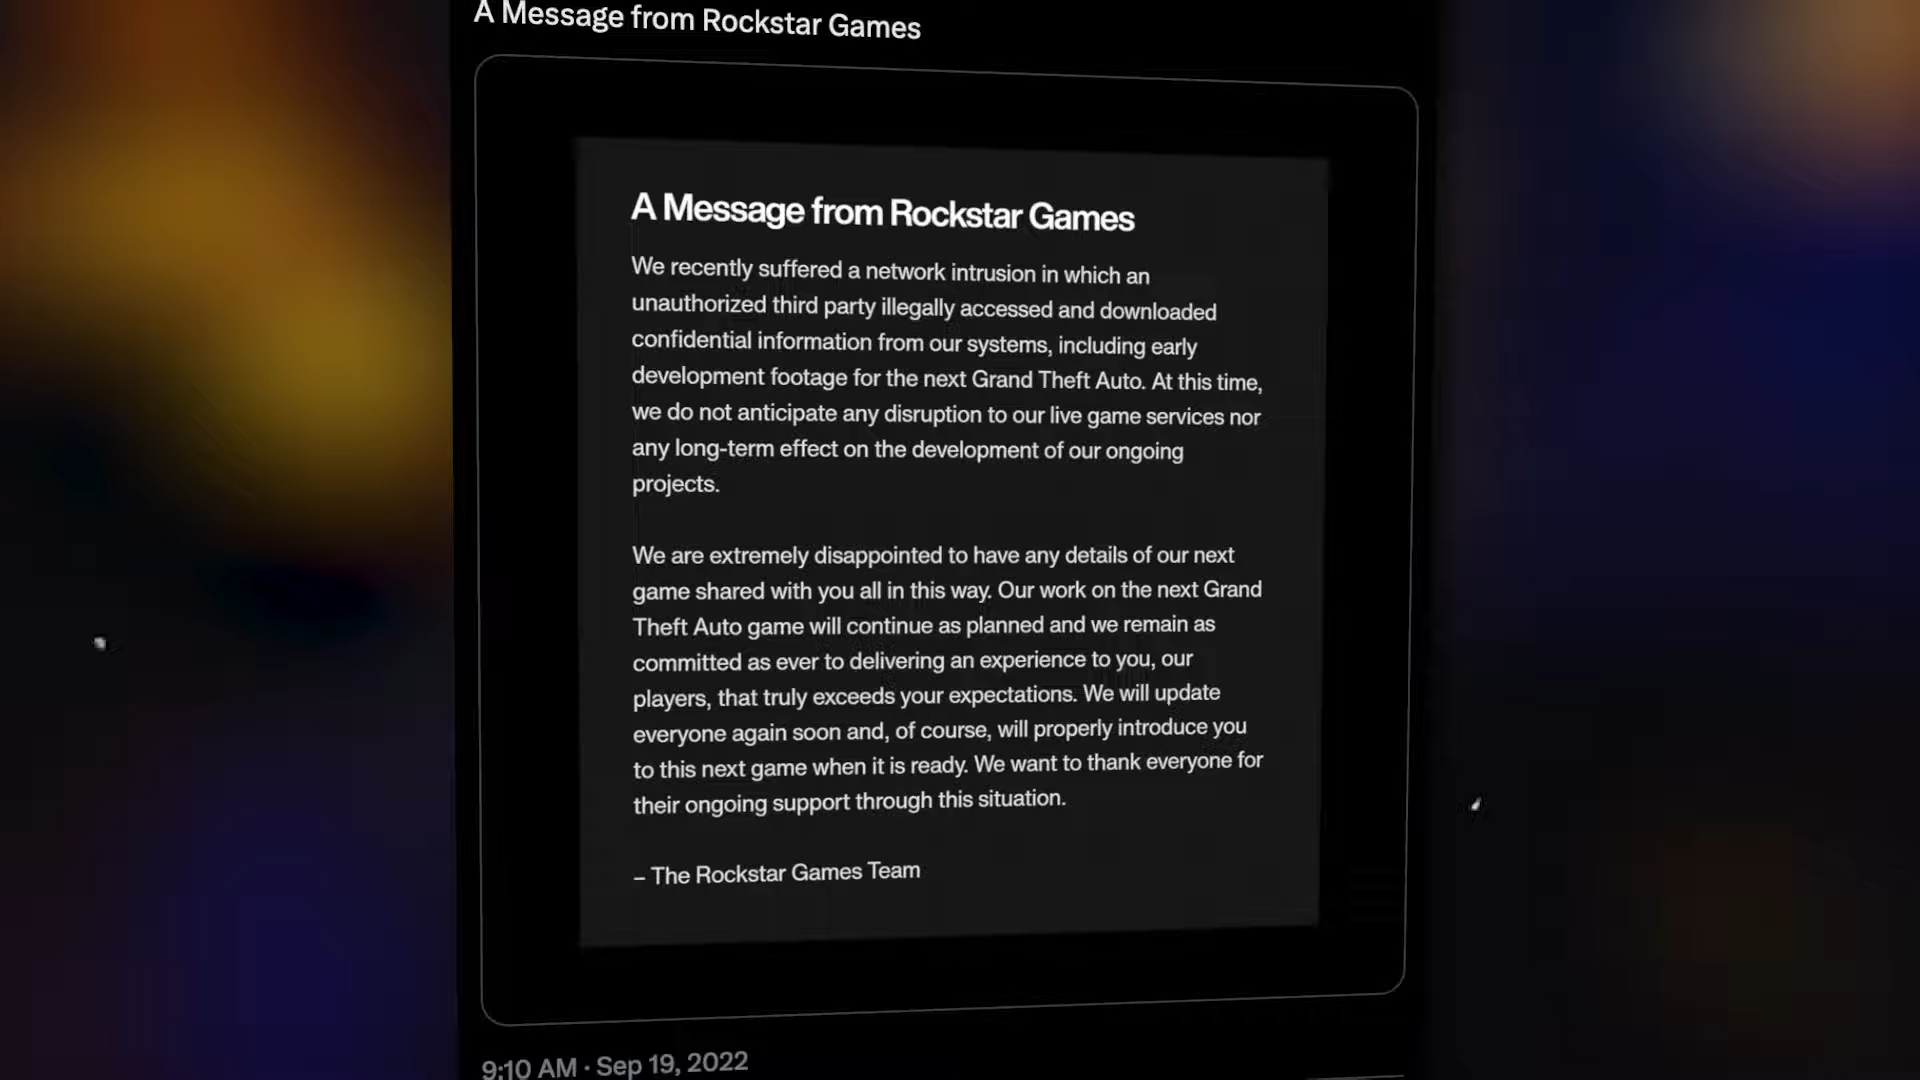 A Message from Rockstar Games
A Message from Rockstar Games
We recently suffered a network intrusion in which an
unauthorized third party illegally accessed and downloaded
confidential information from our systems, including early
development footage for the next Grand Theft Auto. At this time,
we do not anticipate any disruption to our live game services nor
any long-term effect on the development of our ongoing
projects.
We are extremely disappointed to have any details of our next
game shared with you all in this way. Our work on the next Grand
Theft Auto game will continue as planned and we remain as
committed as ever to delivering an experience to you, our
players, that truly exceeds your expectations. We will update
everyone again soon and, of course, will properly introduce you
to this next game when it is ready. We want to thank everyone for
their ongoing support through this situation.
– The Rockstar Games Team
9:10 AM · Sep 19, 2022